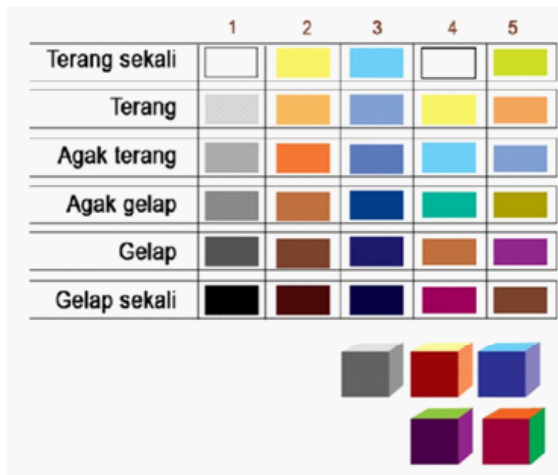 1 2 3 4 5
Terang sekali
Terang
Agak terang
Agak gelap
Gelap
Gelap sekali